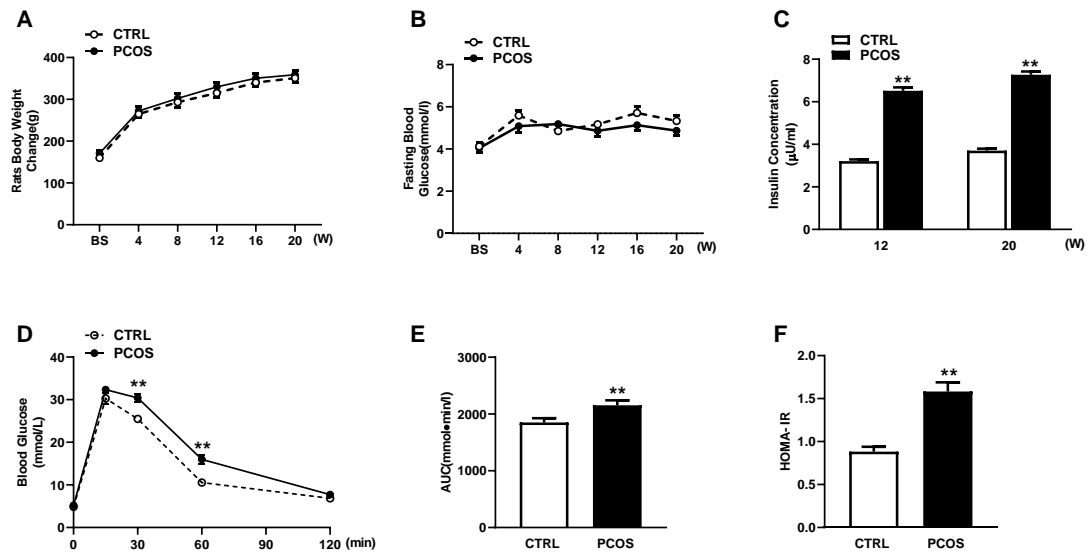 A
CTRL
PCOS
Rats Body Weight
Change(g)
400
300
200
100
0
BS 4 8 12 16 20 (W)
B
CTRL
PCOS
Fasting Blood
Glucose(mmol/l)
8
6
4
2
0
BS 4 8 12 16 20 (W)
C
CTRL
PCOS
Insulin Concentration
(μU/ml)
8
6
4
2
0
**
**
12 20 (W)
D
CTRL
PCOS
Blood Glucose
(mmol/L)
40
30
20
10
0
**
**
0 30 60 90 120 (min)
E
AUC(mmol•min/l)
3000
2000
1000
0
**
CTRL PCOS
F
HOMA- IR
2.0
1.5
1.0
0.5
0.0
**
CTRL PCOS